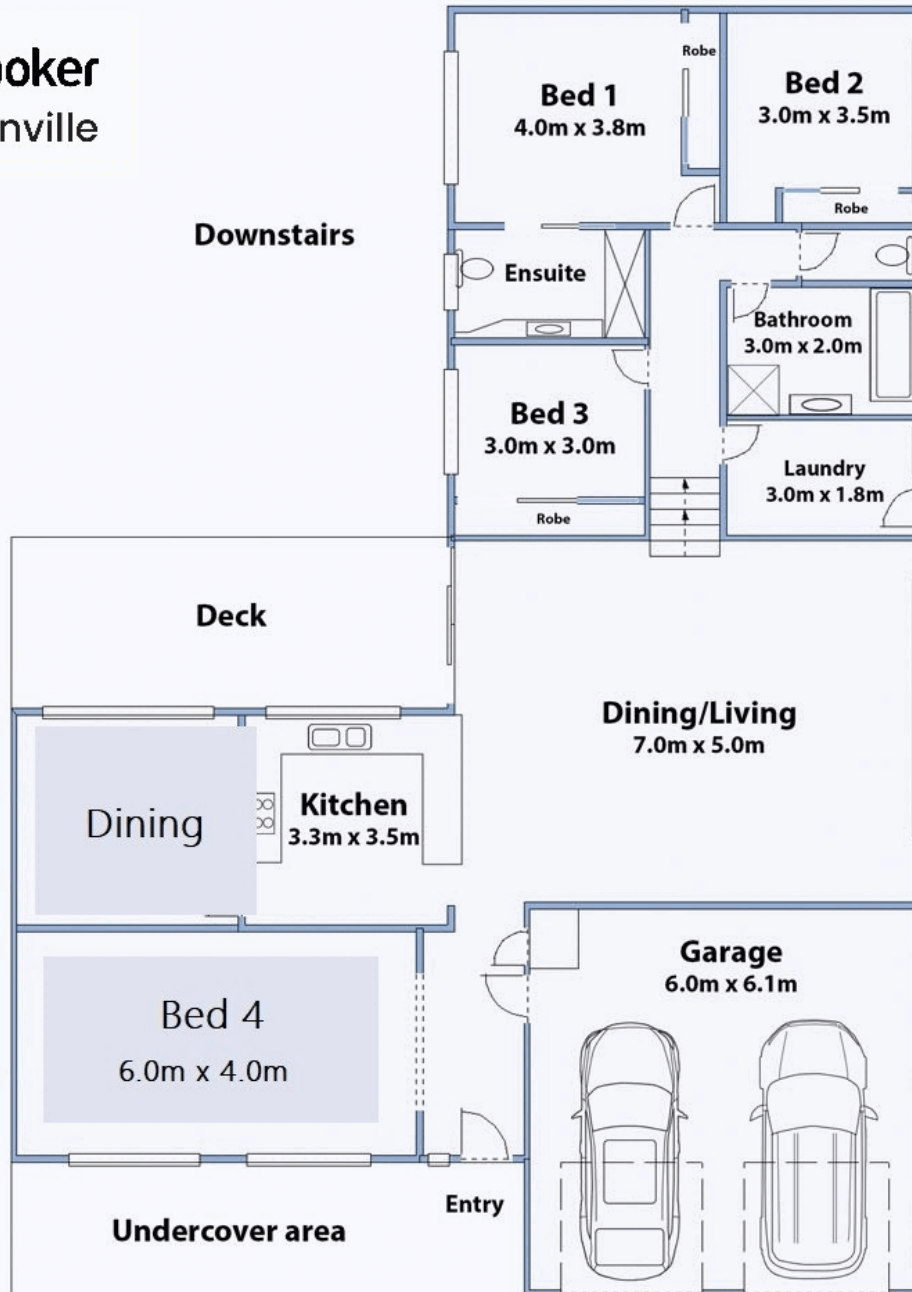 Robe
Bed 1
4.0m x 3.8m
Bed 2
3.0m x 3.5m
Robe
Downstairs
Ensuite
Bathroom
3.0m x 2.0m
Bed 3
3.0m x 3.0m
Laundry
3.0m x 1.8m
Robe
Deck
Dining/Living
7.0m x 5.0m
Dining
Kitchen
3.3m x 3.5m
Garage
6.0m x 6.1m
Bed 4
6.0m x 4.0m
Entry
Undercover area